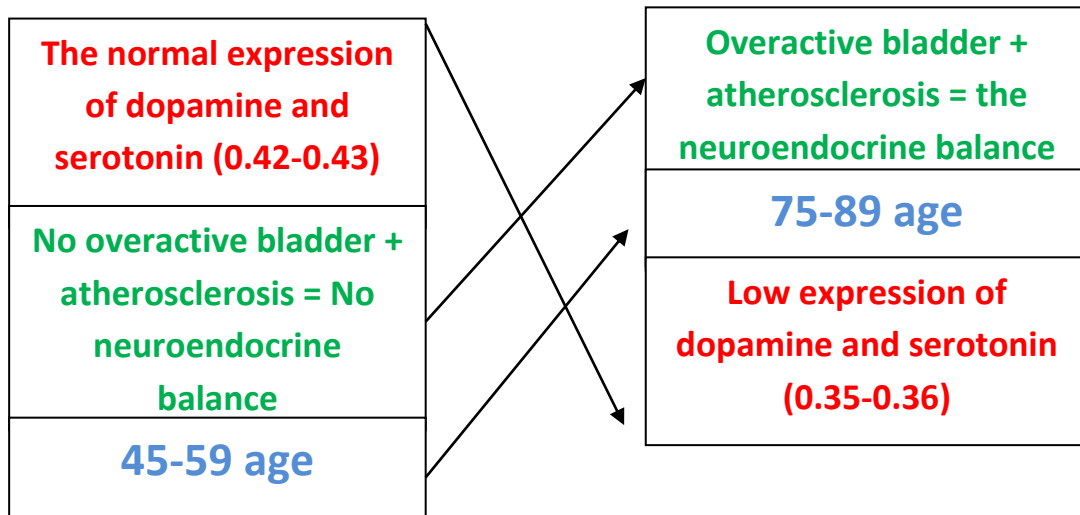 The normal expression
of dopamine and
serotonin (0.42-0.43)
No overactive bladder +
atherosclerosis = No
neuroendocrine
balance
45-59 age
Overactive bladder +
atherosclerosis = the
neuroendocrine balance
75-89 age
Low expression of
dopamine and serotonin
(0.35-0.36)